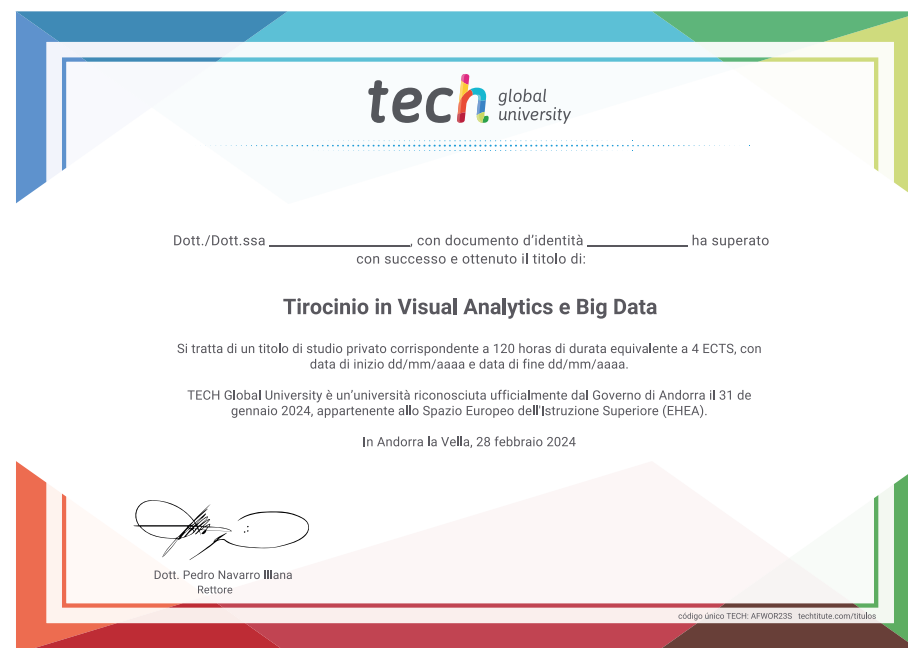 tech global university
Dott./Dott.ssa ____________________, con documento d'identità ______________ ha superato
con successo e ottenuto il titolo di:
Tirocinio in Visual Analytics e Big Data
Si tratta di un titolo di studio privato corrispondente a 120 horas di durata equivalente a 4 ECTS, con
data di inizio dd/mm/aaaa e data di fine dd/mm/aaaa.
TECH Global University è un'università riconosciuta ufficialmente dal Governo di Andorra il 31 de
gennaio 2024, appartenente allo Spazio Europeo dell'Istruzione Superiore (EHEA).
In Andorra la Vella, 28 febbraio 2024
Dott. Pedro Navarro Illana
Rettore
código único TECH: AFWOR23S techtitute.com/titulos